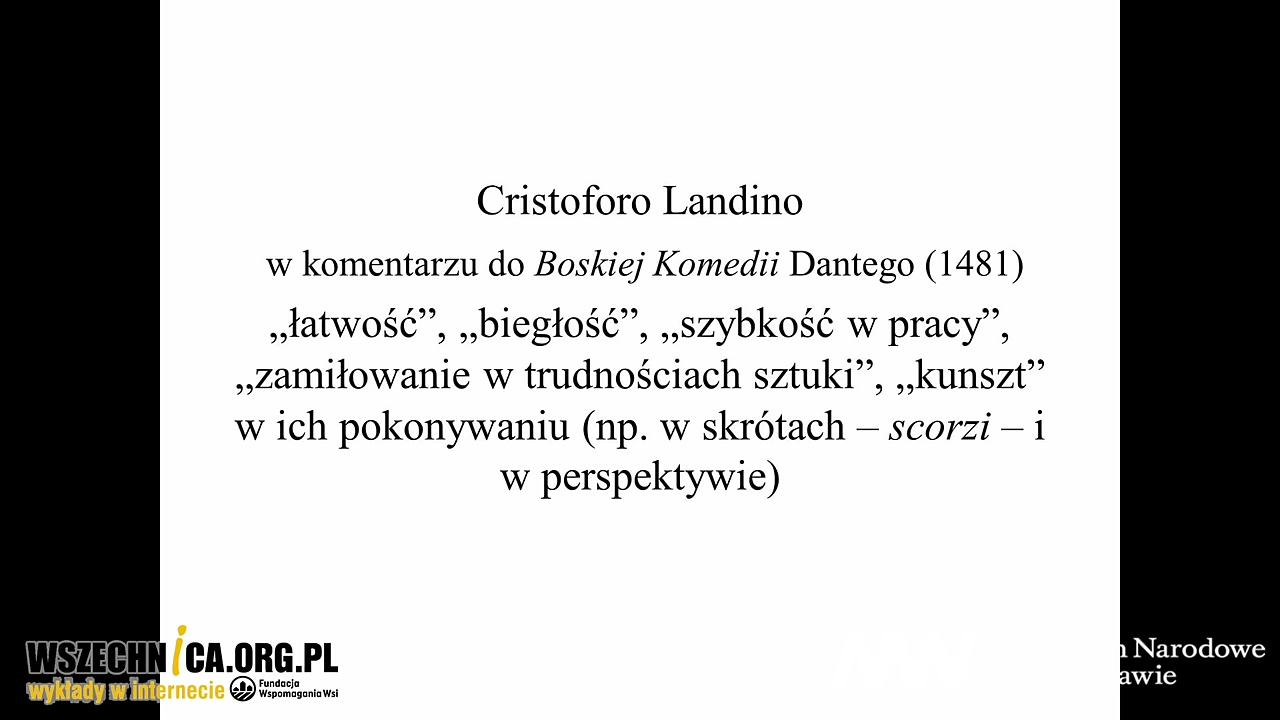 Cristoforo Landino
w komentarzu do Boskiej Komedii Dantego (1481)
„łatwość”, „biegłość”, „szybkość w pracy”,
„zamiłowanie w trudnościach sztuki”, „kunszt”
w ich pokonywaniu (np. w skrótach – scorzi – i
w perspektywie)
WSZECHNICA.ORG.PL
wykłady w internecie
Fundacja
Wspomagania Wsi
Narodowe